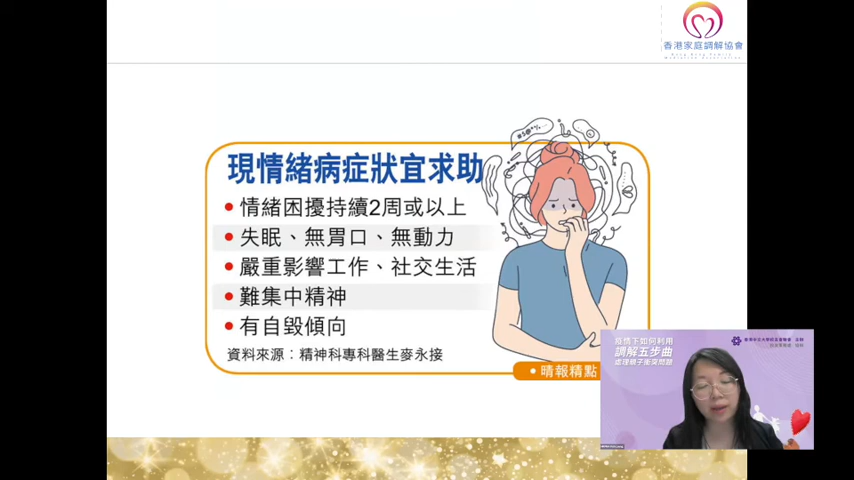 香港家庭調解協會
現情緒病症狀宜求助
• 情緒困擾持續2周或以上
• 失眠、無胃口、無動力
• 嚴重影響工作、社交生活
• 難集中精神
• 有自毀傾向
資料來源：精神科專科醫生麥永接
• 晴報精點
疫情下如何利用
調解五步曲
處理親子衝突問題